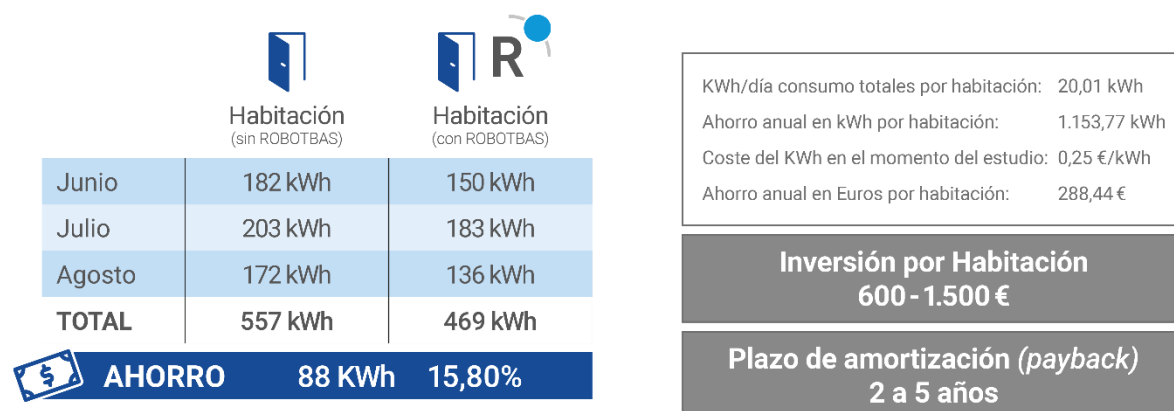 R
Habitación Habitación
(sin ROBOTBAS) (con ROBOTBAS)
Junio 182 kWh 150 kWh
Julio 203 kWh 183 kWh
Agosto 172 kWh 136 kWh
TOTAL 557 kWh 469 kWh
$ AHORRO 88 KWh 15,80%
KWh/día consumo totales por habitación: 20,01 kWh
Ahorro anual en kWh por habitación: 1.153,77 kWh
Coste del KWh en el momento del estudio: 0,25 €/kWh
Ahorro anual en Euros por habitación: 288,44 €
Inversión por Habitación
600 - 1.500 €
Plazo de amortización (payback)
2 a 5 años